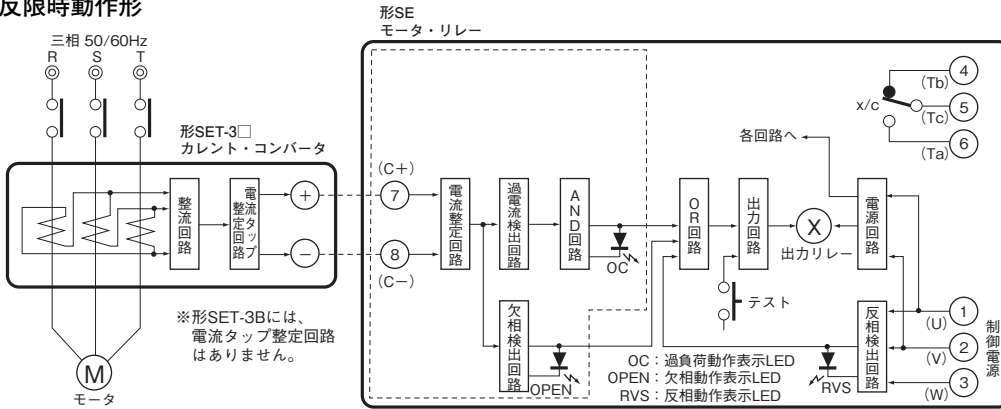 反限時動作形
三相 50/60Hz
R S T
形SET-3□
カレント・コンバータ
整流回路
電流タップ
整定回路
+
−
※形SET-3Bには、
電流タップ整定回路
はありません。
M
モータ
形SE
モータ・リレー
(C+)
7
8
(C−)
電流整定回路
過電流検出回路
AND回路
OC
欠相検出回路
OPEN
OR回路
出力回路
テスト
X
出力リレー
各回路へ
電源回路
反相検出回路
RVS
x/c
4
(Tb)
5
(Tc)
6
(Ta)
1
(U)
2
(V)
3
(W)
制御電源
OC：過負荷動作表示LED
OPEN：欠相動作表示LED
RVS：反相動作表示LED